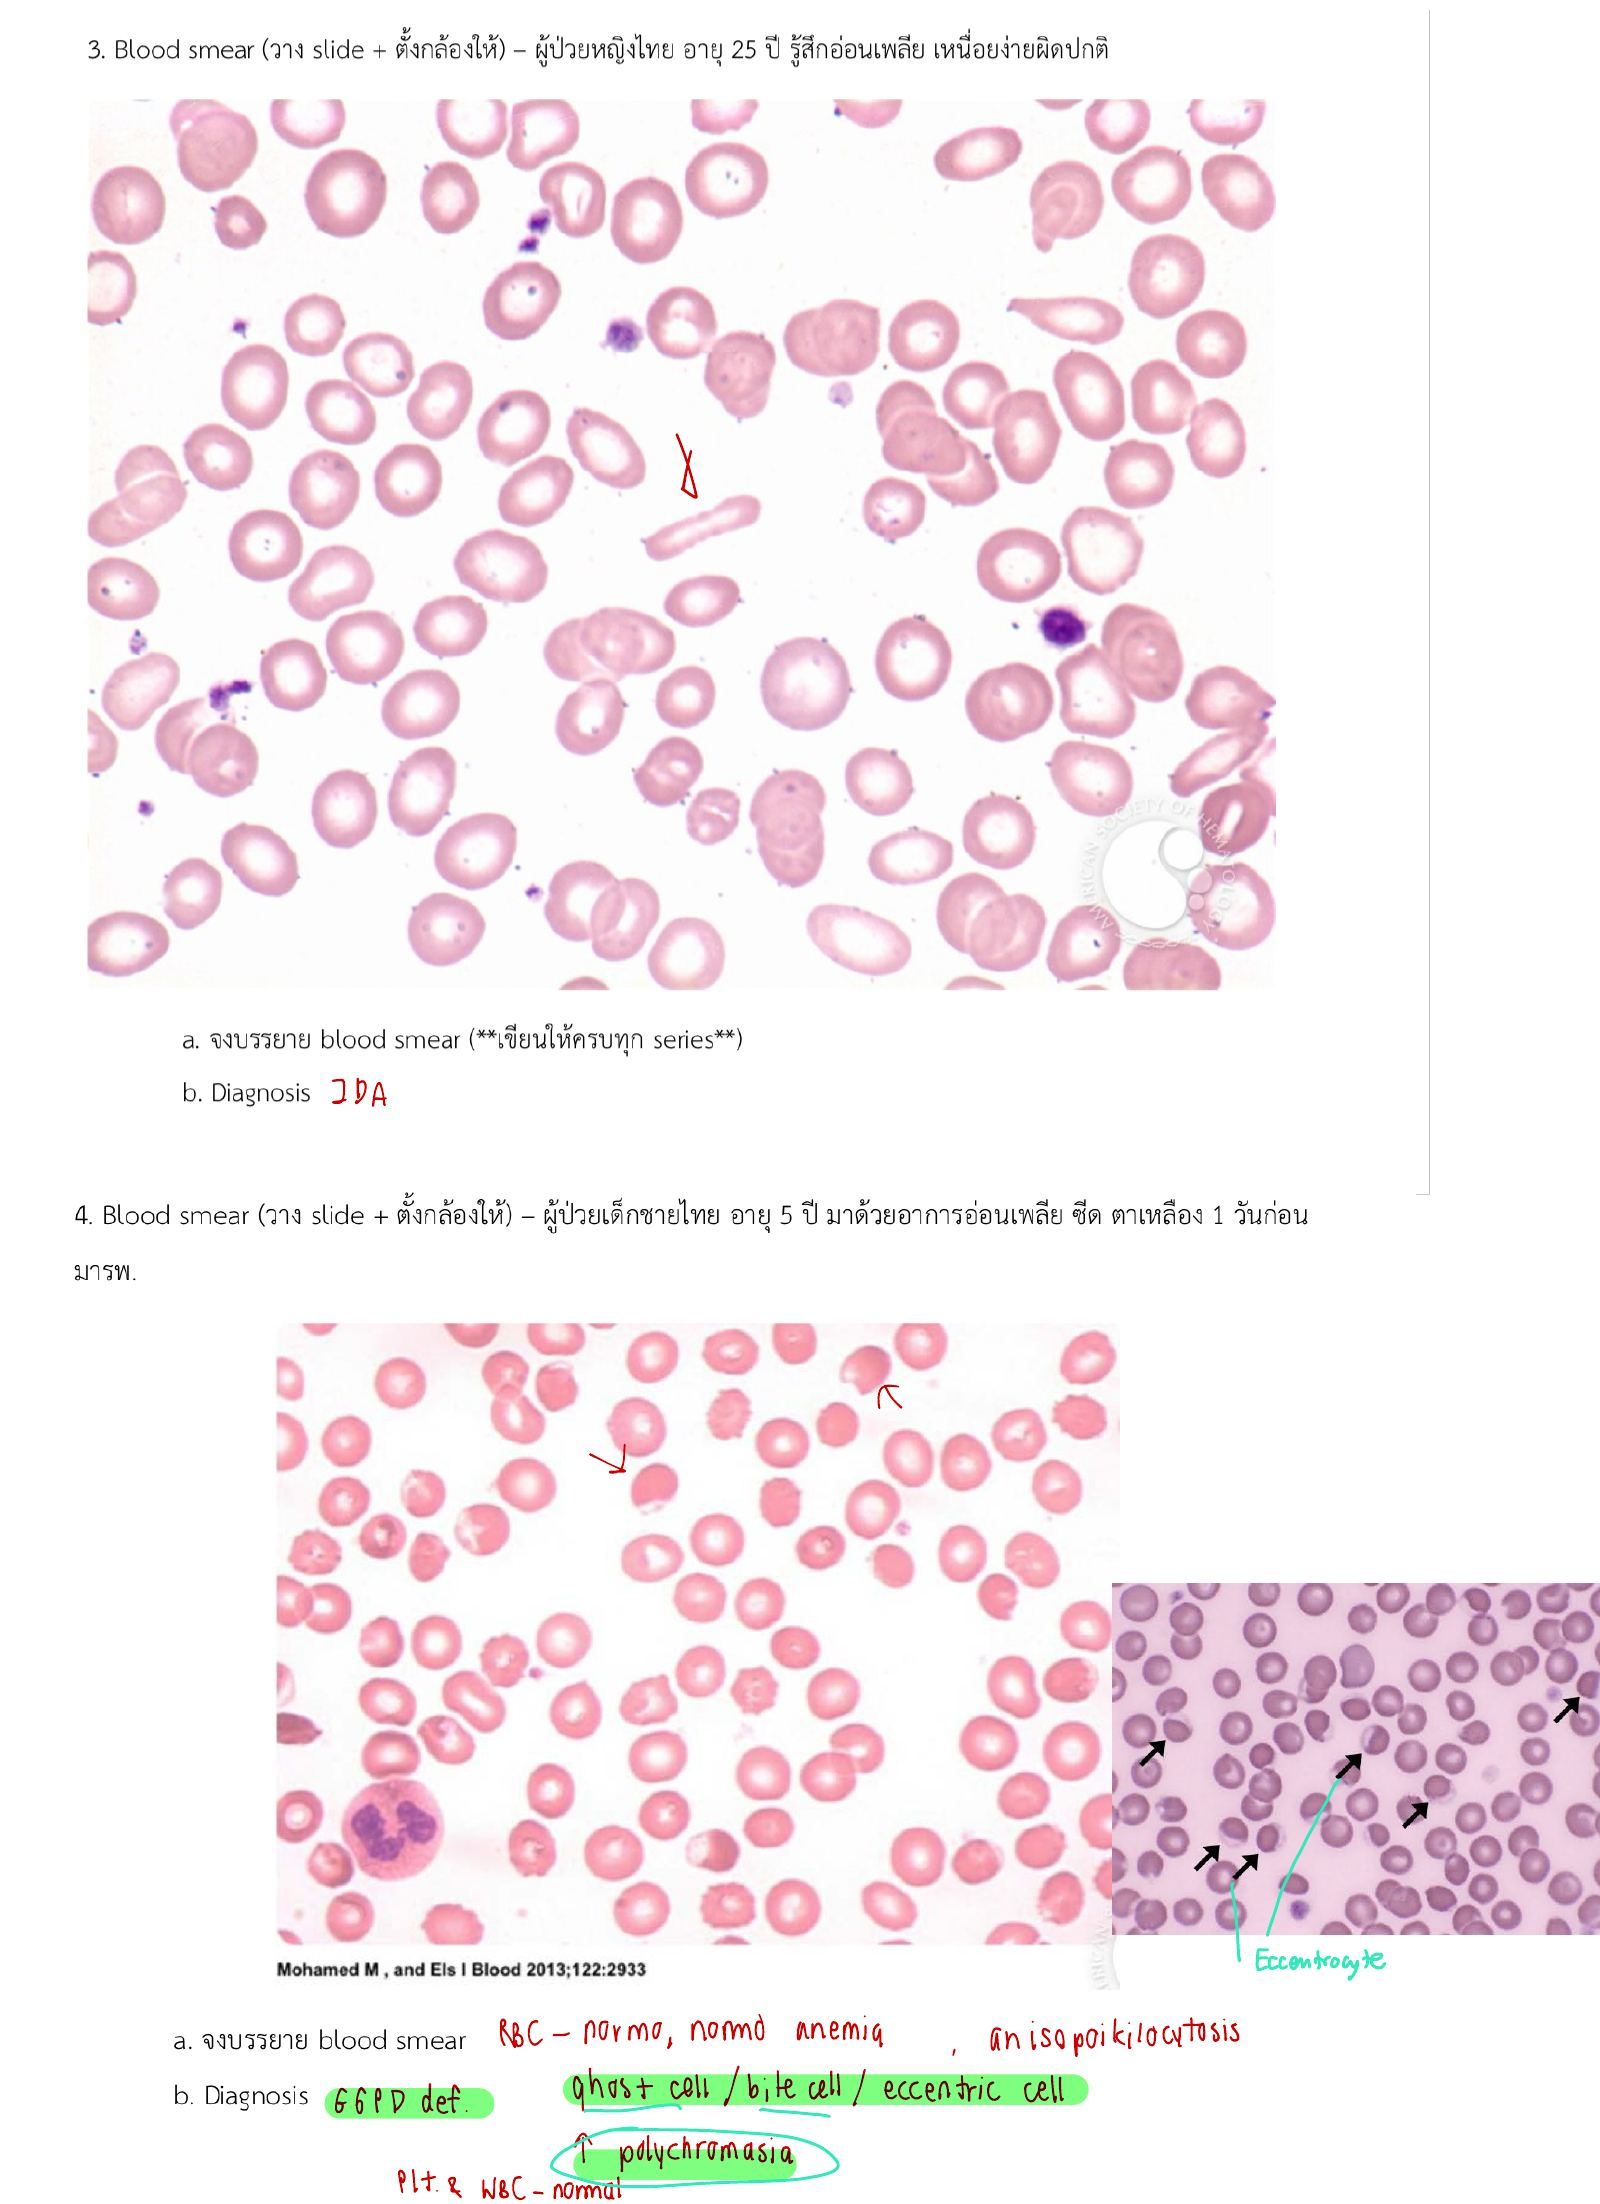 3. Blood smear (วาง slide + ตั้งกล้องให้) – ผู้ป่วยหญิงไทย อายุ 25 ปี รู้สึกอ่อนเพลีย เหนื่อยง่ายผิดปกติ
AMERICAN SOCIETY OF HEMATOLOGY
a. จงบรรยาย blood smear (**เขียนให้ครบทุก series**)
b. Diagnosis IDA
4. Blood smear (วาง slide + ตั้งกล้องให้) – ผู้ป่วยเด็กชายไทย อายุ 5 ปี มาด้วยอาการอ่อนเพลีย ซีด ตาเหลือง 1 วันก่อน
มารพ.
Eccentrocyte
Mohamed M , and Els I Blood 2013;122:2933
a. จงบรรยาย blood smear RBC – normo, normo anemia , anisopoikilocytosis
b. Diagnosis G6PD def. ghost cell / bite cell / eccentric cell
↑ polychromasia
Plt. & WBC – normal